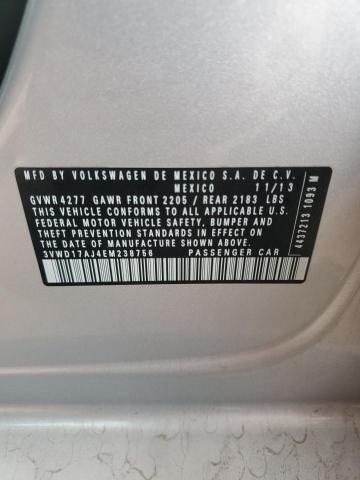 MFD BY VOLKSWAGEN DE MEXICO S.A. DE C.V.
MEXICO 11/13
GVWR 4277 GAWR FRONT 2205 / REAR 2183 LBS
THIS VEHICLE CONFORMS TO ALL APPLICABLE U.S.
FEDERAL MOTOR VEHICLE SAFETY, BUMPER AND
THEFT PREVENTION STANDARDS IN EFFECT ON
THE DATE OF MANUFACTURE SHOWN ABOVE.
3VWD17AJ4EM238756 PASSENGER CAR
4437213 1093 M